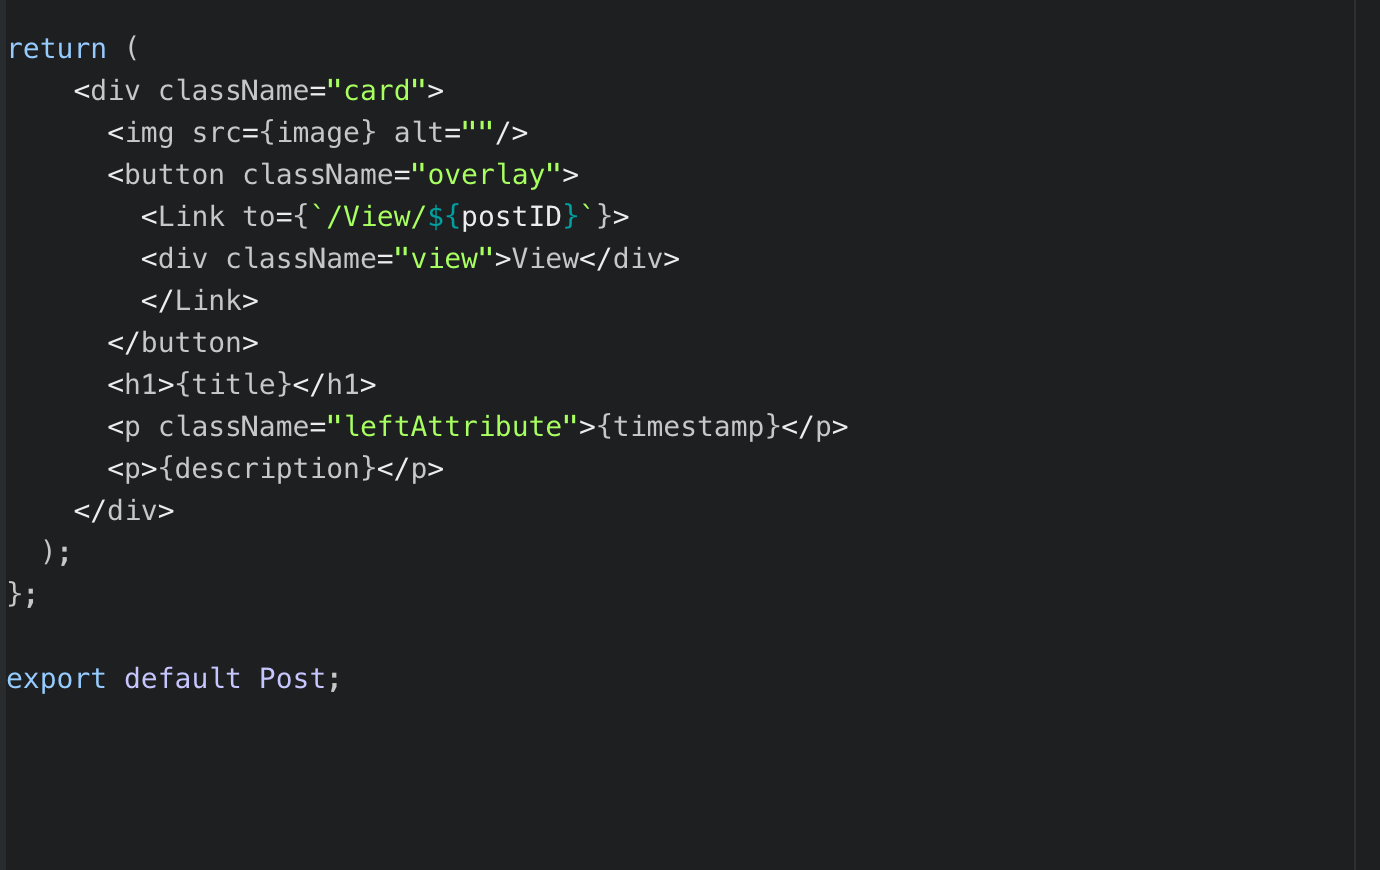 return (
    <div className="card">
      <img src={image} alt=""/>
      <button className="overlay">
        <Link to={`/View/${postID}`}>
        <div className="view">View</div>
        </Link>
      </button>
      <h1>{title}</h1>
      <p className="leftAttribute">{timestamp}</p>
      <p>{description}</p>
    </div>
  );
};
export default Post;